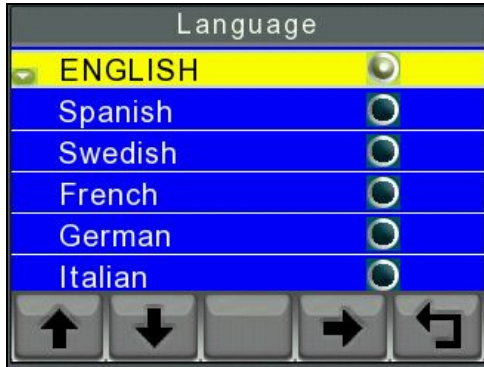 Language
ENGLISH
Spanish
Swedish
French
German
Italian